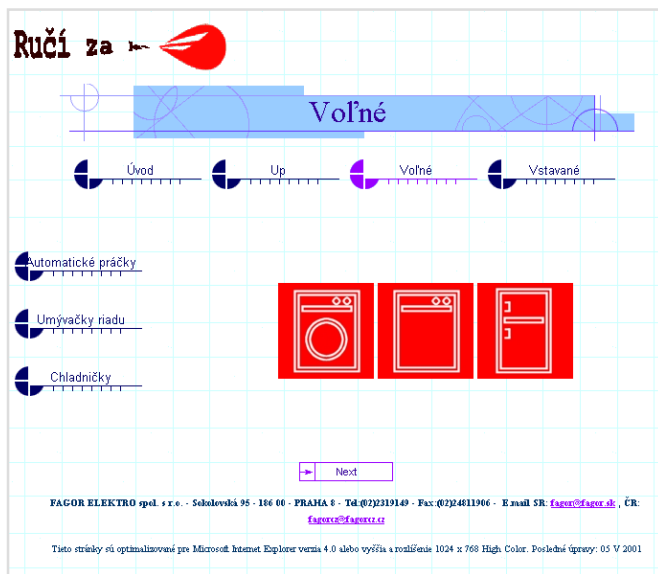 Ručí za
Voľné
Úvod Up Voľné Vstavané
Automatické práčky
Umývačky riadu
Chladničky
Next
FAGOR ELEKTRO spol. s r.o. - Sokolovská 95 - 186 00 - PRAHA 8 - Tel:(02)2319149 - Fax:(02)24811906 - E.mail SR: fagor@fagor.sk , ČR:
fagorcz@fagorcz.cz
Tieto stránky sú optimalizované pre Microsoft Internet Explorer verzia 4.0 alebo vyššia a rozlíšenie 1024 x 768 High Color. Posledné úpravy: 05 V 2001